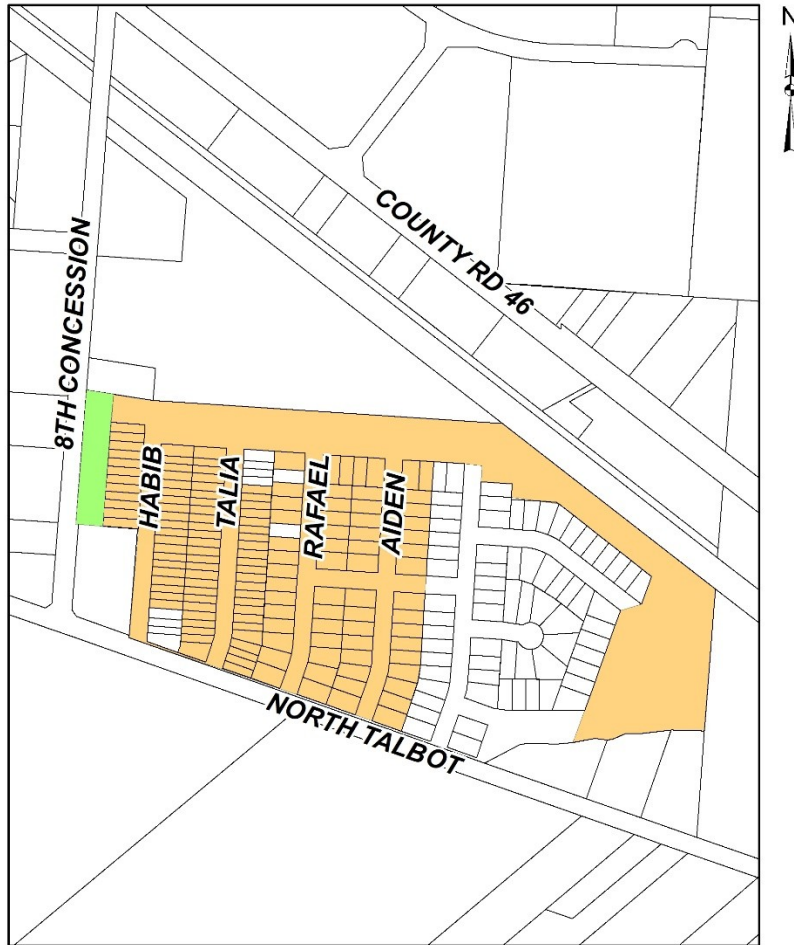 N
COUNTY RD 46
8TH CONCESSION
HABIB
TALIA
RAFAEL
AIDEN
NORTH TALBOT